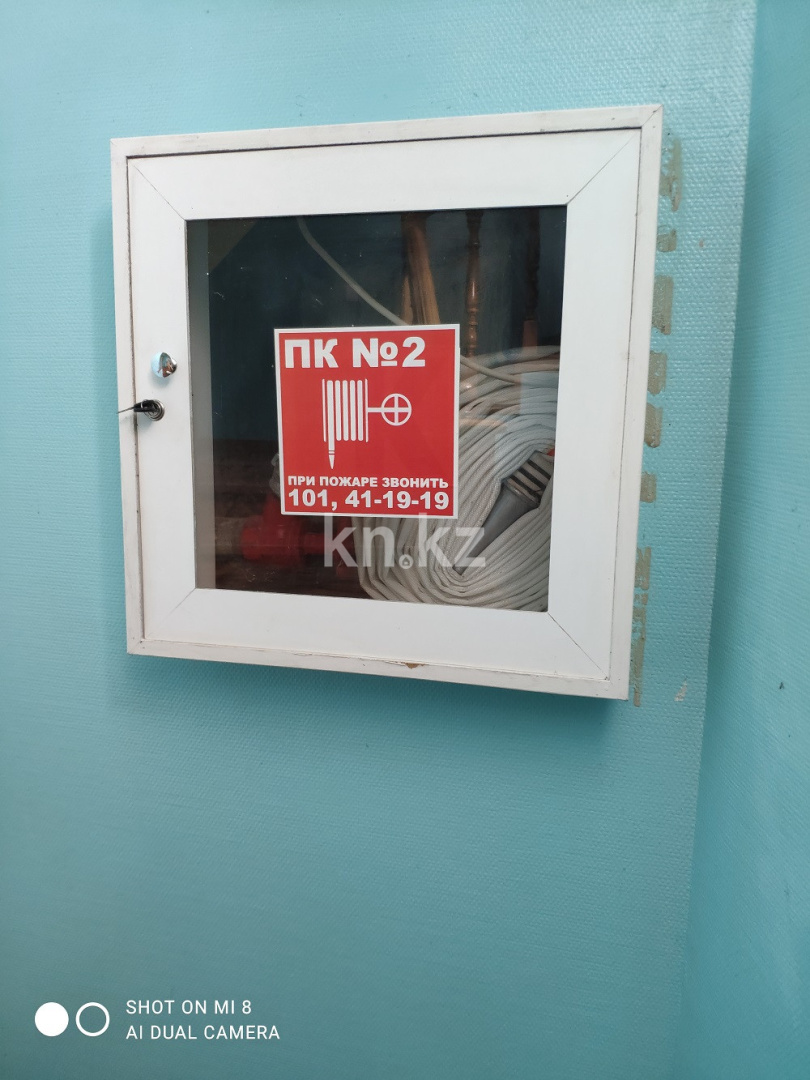 ПК №2
ПРИ ПОЖАРЕ ЗВОНИТЬ
101, 41-19-19
kn.kz
SHOT ON MI 8
AI DUAL CAMERA